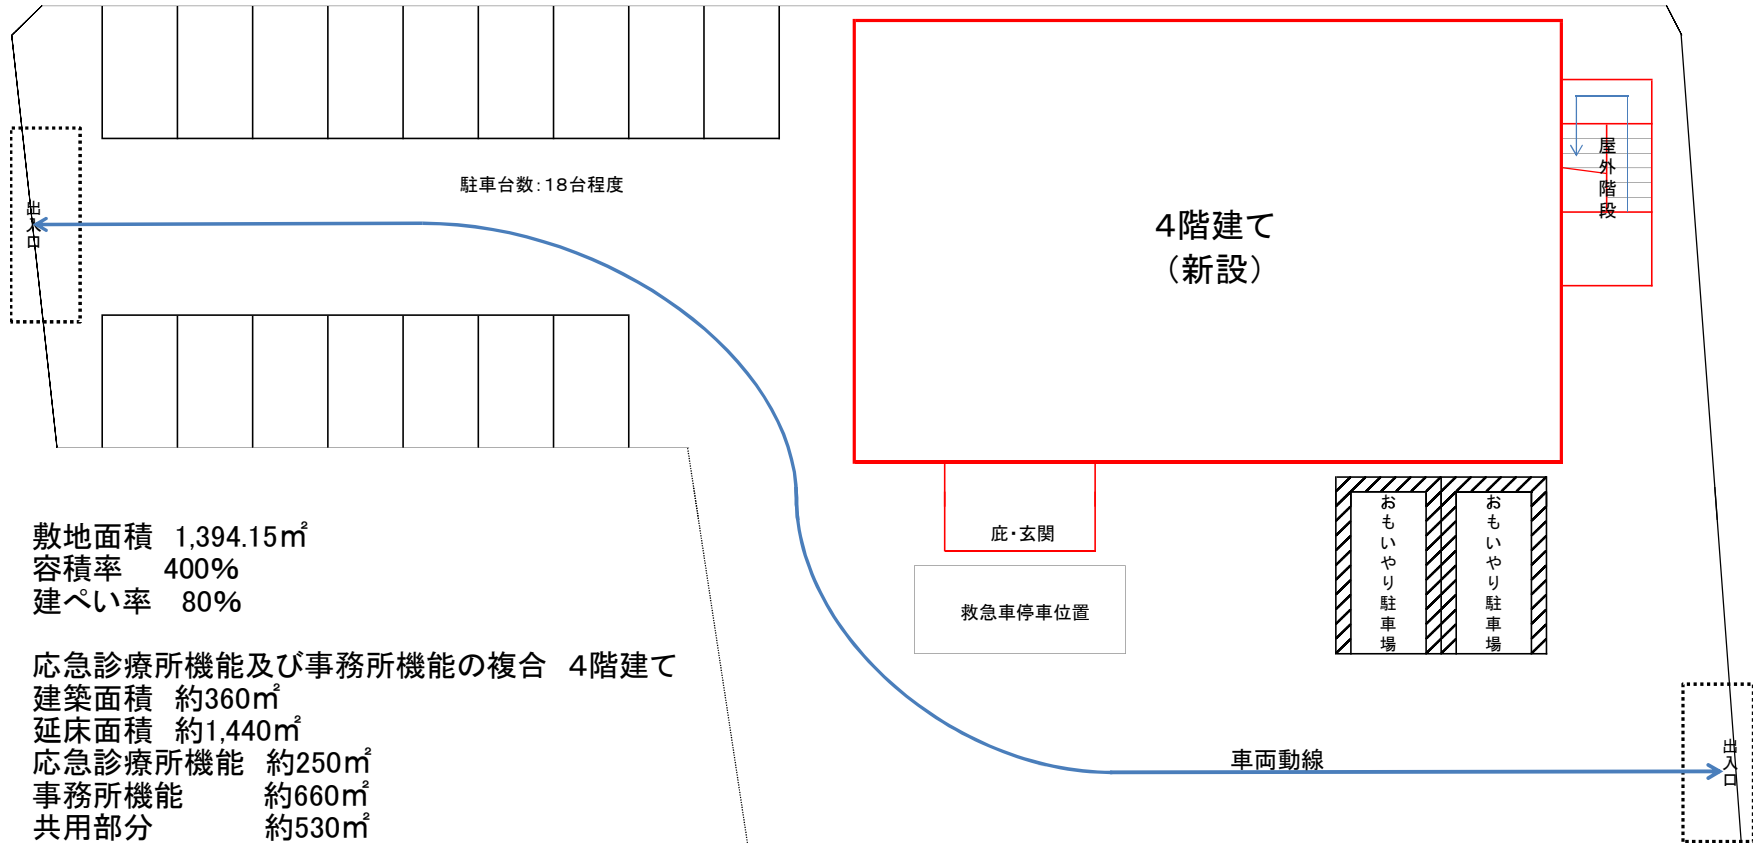 駐車台数：18台程度
出入口
4階建て
（新設）
屋外階段
庇・玄関
救急車停車位置
おもいやり駐車場
おもいやり駐車場
車両動線
出入口
敷地面積 1,394.15㎡
容積率 400%
建ぺい率 80%
応急診療所機能及び事務所機能の複合 4階建て
建築面積 約360㎡
延床面積 約1,440㎡
応急診療所機能 約250㎡
事務所機能 約660㎡
共用部分 約530㎡